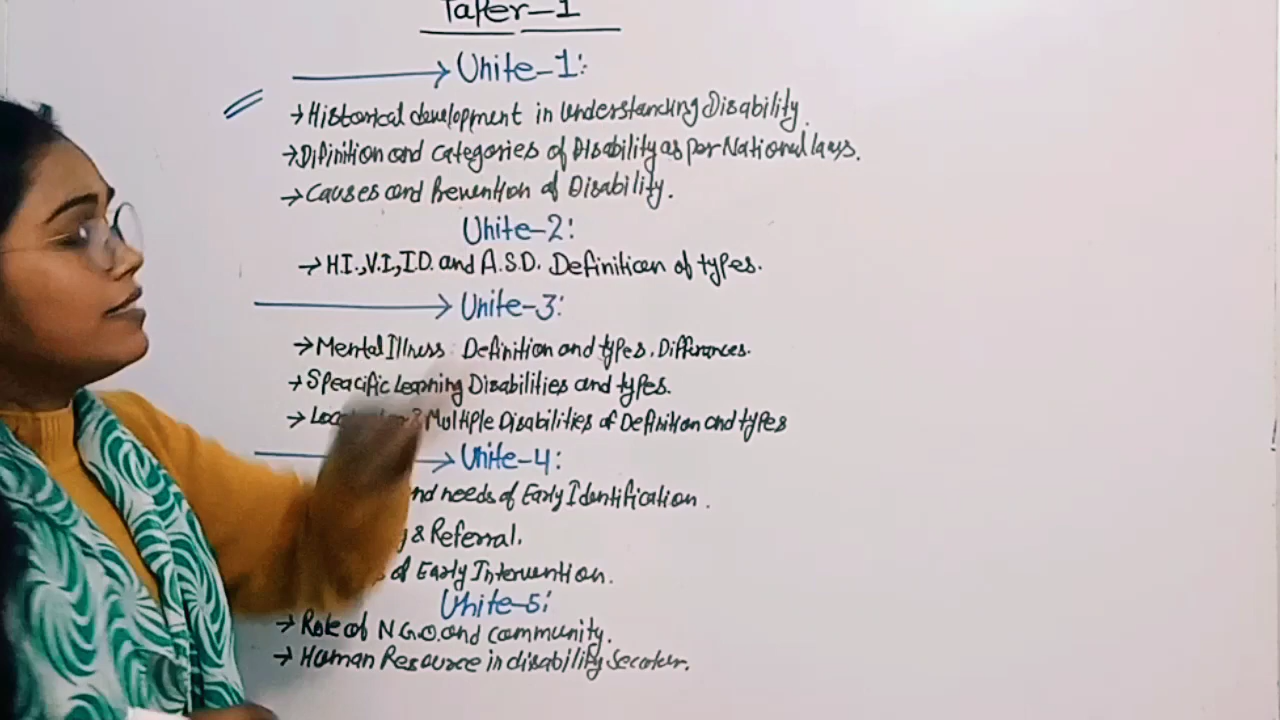 Paper-1
Unite-1:
→Historical development in Understanding Disability.
→Difinition and Categories of Disability as per National laws.
→Causes and Prevention of Disability.
Unite-2:
→H.I.,V.I,I.D. and A.S.D. Definition of types.
Unite-3:
→Mental Illness: Definition and types, Differances.
→Speacific Learning Disabilities and types.
→ & Multiple Disabilities of Definition and types
Unite-4:
and needs of Early Identification.
& Referral.
of Early Intervention.
Unite-5:
→Role of N.G.O. and Community.
→Human Resource in disability Secotur.